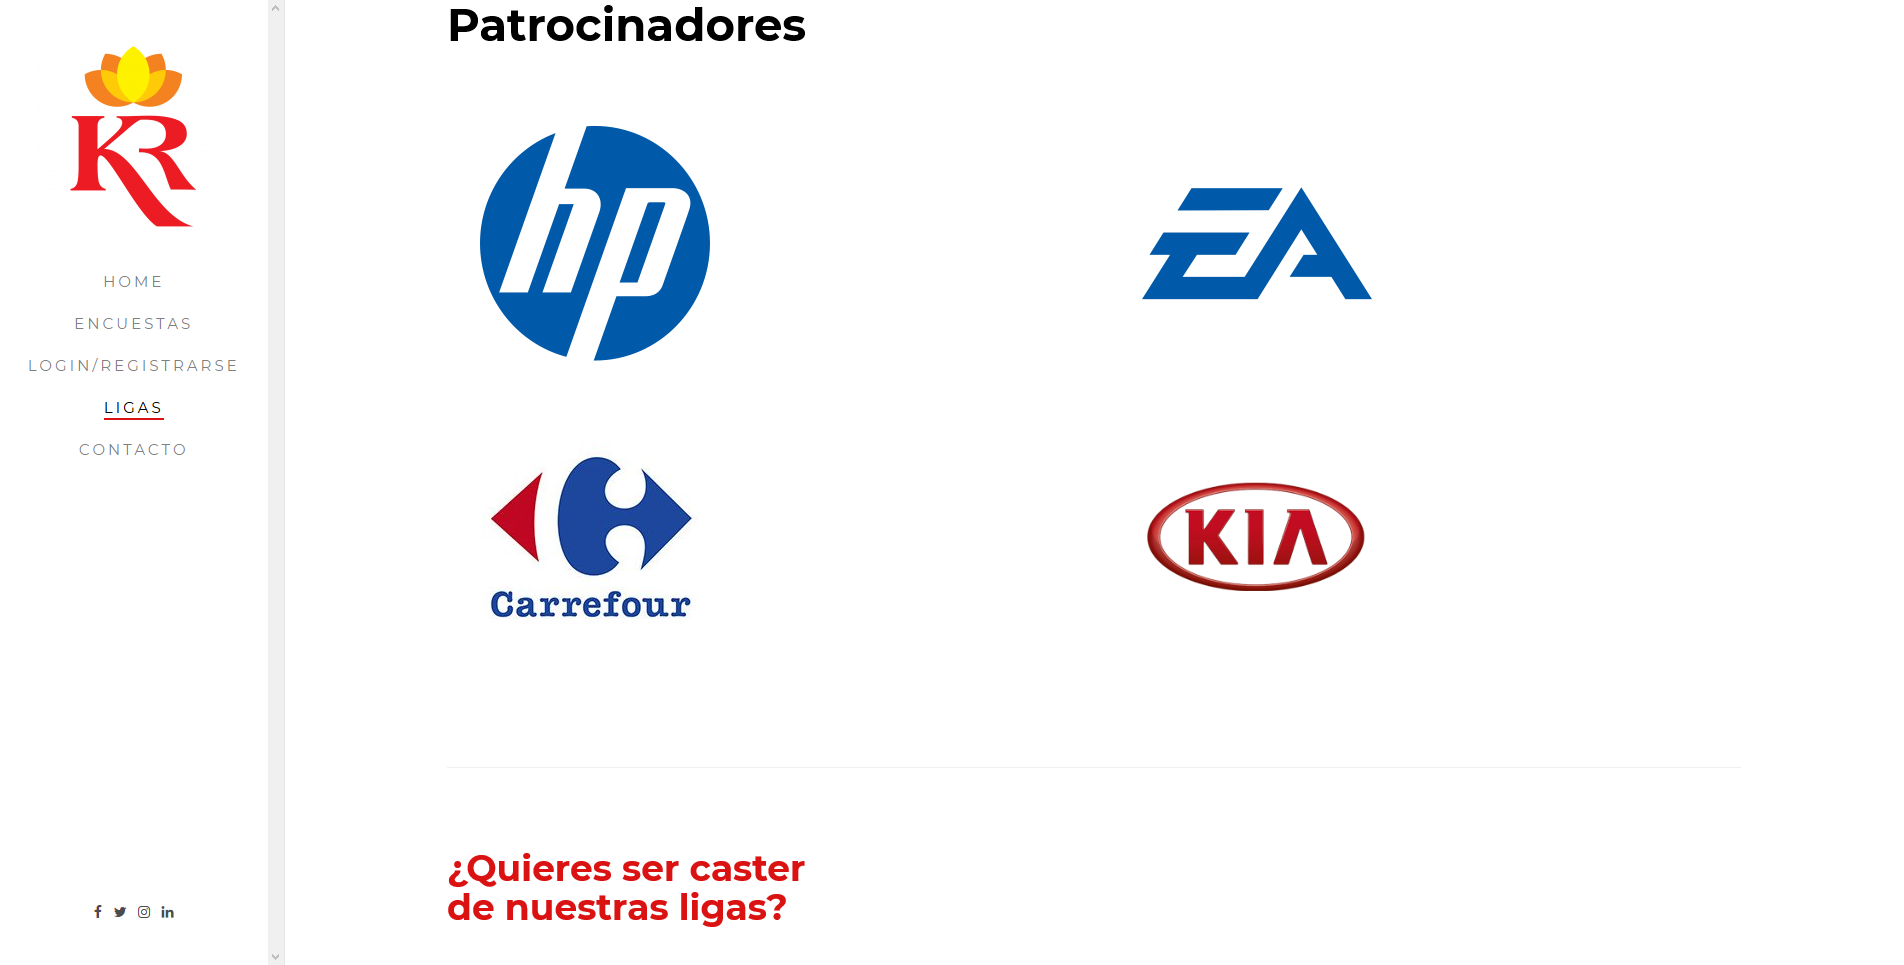 KR
HOME
ENCUESTAS
LOGIN/REGISTRARSE
LIGAS
CONTACTO
Patrocinadores
hp
EA
Carrefour
KIA
¿Quieres ser caster
de nuestras ligas?